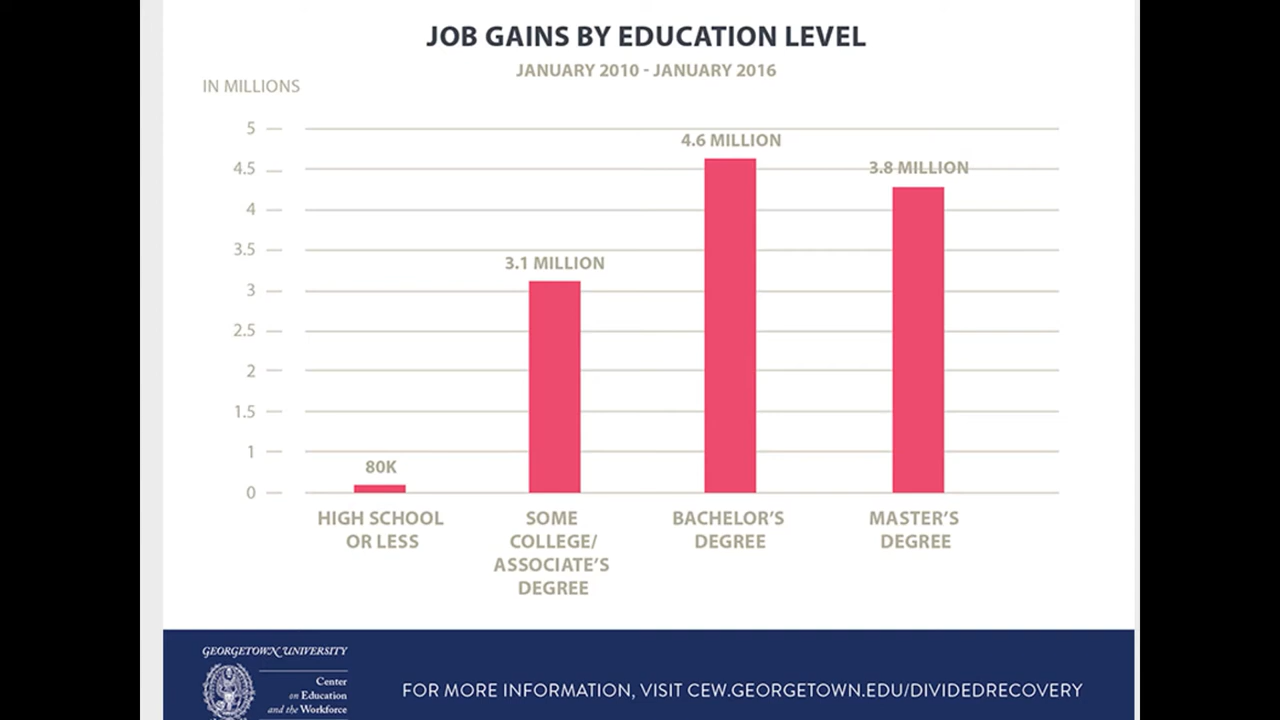 JOB GAINS BY EDUCATION LEVEL
JANUARY 2010 - JANUARY 2016
IN MILLIONS
5
4.5
4
3.5
3
2.5
2
1.5
1
0
80K
3.1 MILLION
4.6 MILLION
3.8 MILLION
HIGH SCHOOL
OR LESS
SOME
COLLEGE/
ASSOCIATE'S
DEGREE
BACHELOR'S
DEGREE
MASTER'S
DEGREE
GEORGETOWN UNIVERSITY
Center
on Education
and the Workforce
FOR MORE INFORMATION, VISIT CEW.GEORGETOWN.EDU/DIVIDEDRECOVERY